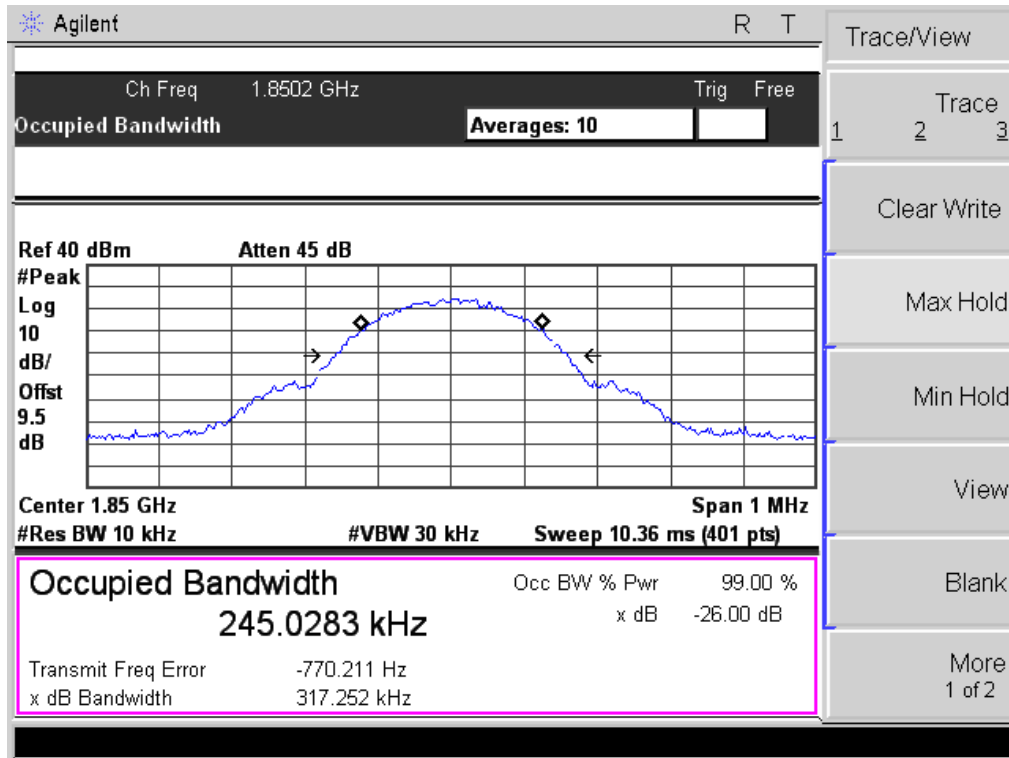 Agilent R T
Ch Freq 1.8502 GHz Trig Free
Occupied Bandwidth Averages: 10
Ref 40 dBm Atten 45 dB
#Peak
Log
10
dB/
Offst
9.5
dB
Center 1.85 GHz Span 1 MHz
#Res BW 10 kHz #VBW 30 kHz Sweep 10.36 ms (401 pts)
Occupied Bandwidth Occ BW % Pwr 99.00 %
245.0283 kHz x dB -26.00 dB
Transmit Freq Error -770.211 Hz
x dB Bandwidth 317.252 kHz
Trace/View
Trace
1 2 3
Clear Write
Max Hold
Min Hold
View
Blank
More
1 of 2